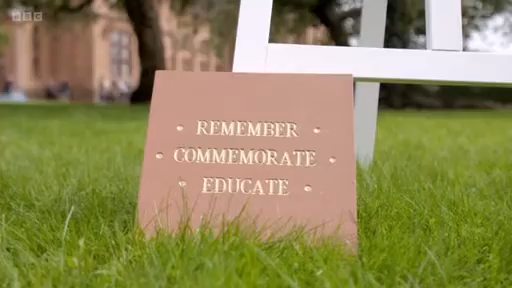 BBC
· REMEMBER ·
· COMMEMORATE ·
· EDUCATE ·